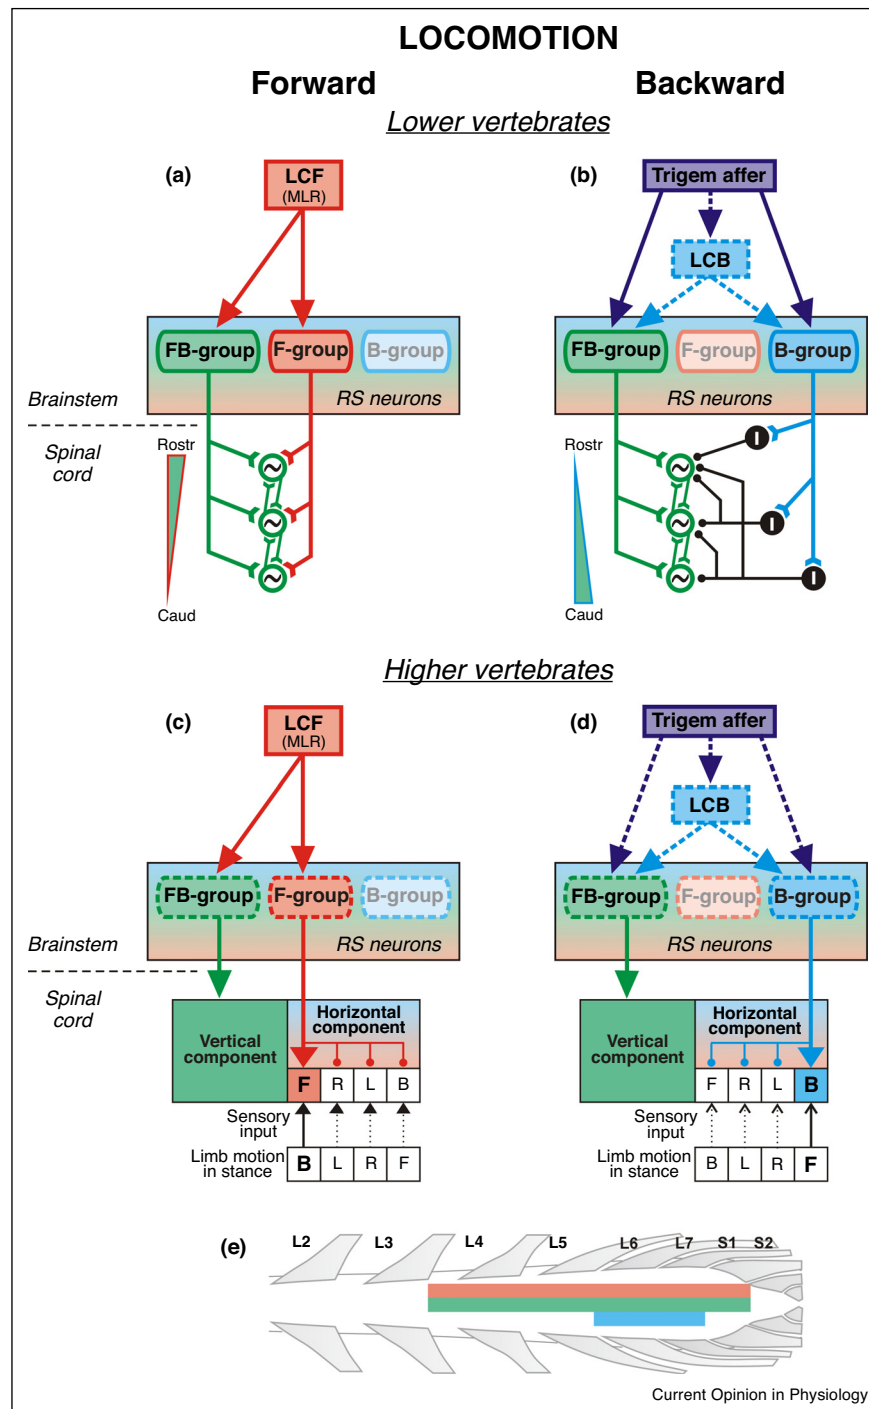 LOCOMOTION
Forward
Backward
Lower vertebrates
(a)
LCF
(MLR)
FB-group
F-group
B-group
RS neurons
Brainstem
Spinal
cord
Rostr
Caud
(b)
Trigem affer
LCB
FB-group
F-group
B-group
RS neurons
Rostr
I
I
I
Caud
Higher vertebrates
(c)
LCF
(MLR)
FB-group
F-group
B-group
RS neurons
Brainstem
Spinal
cord
Vertical
component
Horizontal
component
F R L B
Sensory
input
Limb motion
in stance
B L R F
(d)
Trigem affer
LCB
FB-group
F-group
B-group
RS neurons
Vertical
component
Horizontal
component
F R L B
Sensory
input
Limb motion
in stance
B L R F
(e)
L2 L3 L4 L5 L6 L7 S1 S2
Current Opinion in Physiology